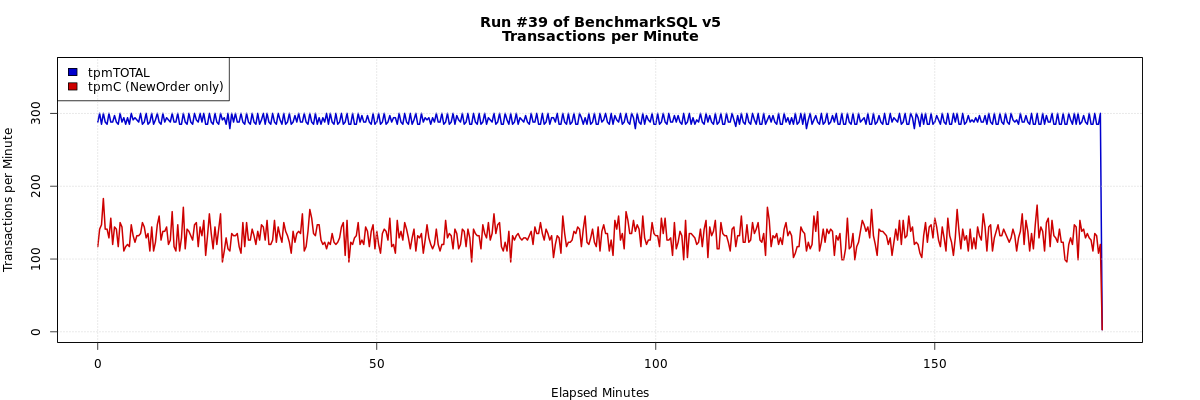 Run #39 of BenchmarkSQL v5
Transactions per Minute
tpmTOTAL
tpmC (NewOrder only)
Transactions per Minute
300
200
100
0
0
50
100
150
Elapsed Minutes